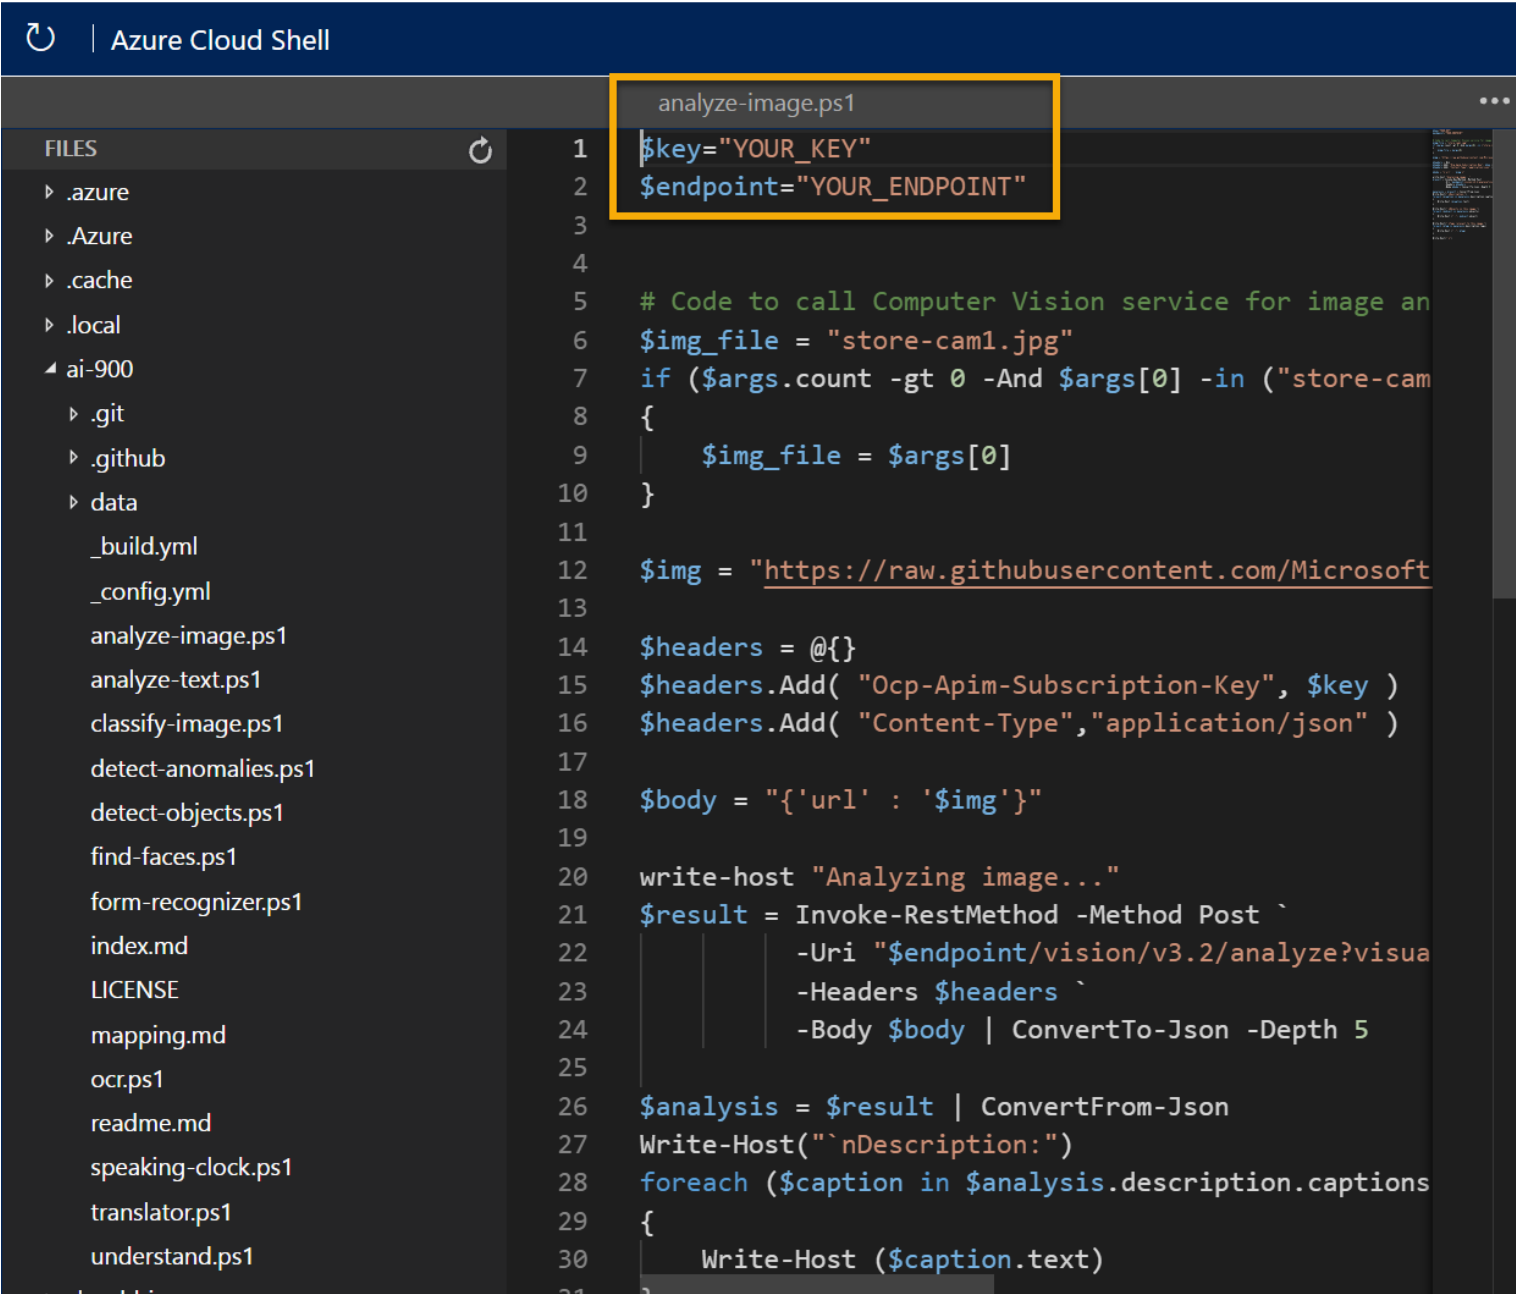 Azure Cloud Shell
analyze-image.ps1
FILES
.azure
.Azure
.cache
.local
ai-900
.git
.github
data
_build.yml
_config.yml
analyze-image.ps1
analyze-text.ps1
classify-image.ps1
detect-anomalies.ps1
detect-objects.ps1
find-faces.ps1
form-recognizer.ps1
index.md
LICENSE
mapping.md
ocr.ps1
readme.md
speaking-clock.ps1
translator.ps1
understand.ps1
1 $key="YOUR_KEY"
2 $endpoint="YOUR_ENDPOINT"
3
4
5 # Code to call Computer Vision service for image an
6 $img_file = "store-cam1.jpg"
7 if ($args.count -gt 0 -And $args[0] -in ("store-cam
8 {
9 $img_file = $args[0]
10 }
11
12 $img = "https://raw.githubusercontent.com/Microsoft
13
14 $headers = @{}
15 $headers.Add( "Ocp-Apim-Subscription-Key", $key )
16 $headers.Add( "Content-Type","application/json" )
17
18 $body = "{'url' : '$img'}"
19
20 write-host "Analyzing image..."
21 $result = Invoke-RestMethod -Method Post `
22 -Uri "$endpoint/vision/v3.2/analyze?visua
23 -Headers $headers `
24 -Body $body | ConvertTo-Json -Depth 5
25
26 $analysis = $result | ConvertFrom-Json
27 Write-Host("`nDescription:")
28 foreach ($caption in $analysis.description.captions
29 {
30 Write-Host ($caption.text)